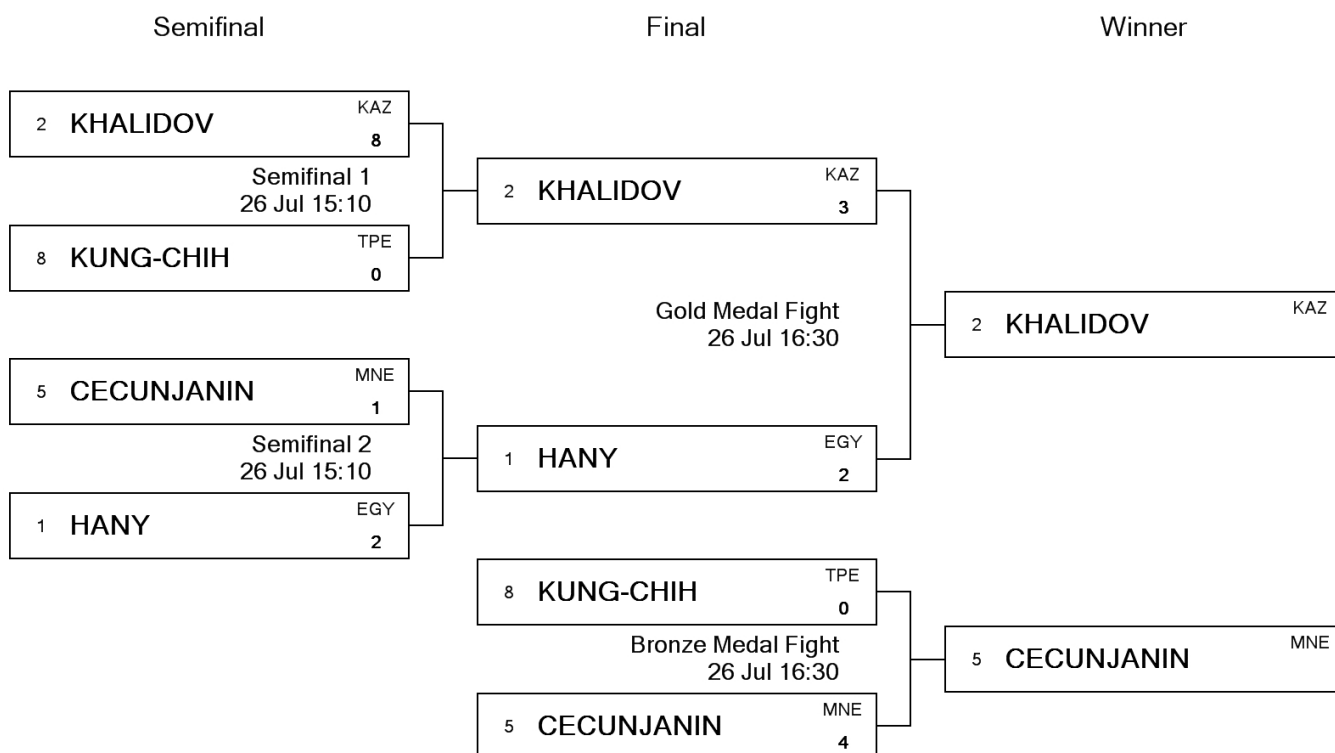 Semifinal
Final
Winner
2 KHALIDOV KAZ
8
Semifinal 1
26 Jul 15:10
8 KUNG-CHIH TPE
0
5 CECUNJANIN MNE
1
Semifinal 2
26 Jul 15:10
1 HANY EGY
2
2 KHALIDOV KAZ
3
Gold Medal Fight
26 Jul 16:30
1 HANY EGY
2
8 KUNG-CHIH TPE
0
Bronze Medal Fight
26 Jul 16:30
5 CECUNJANIN MNE
4
2 KHALIDOV KAZ
5 CECUNJANIN MNE